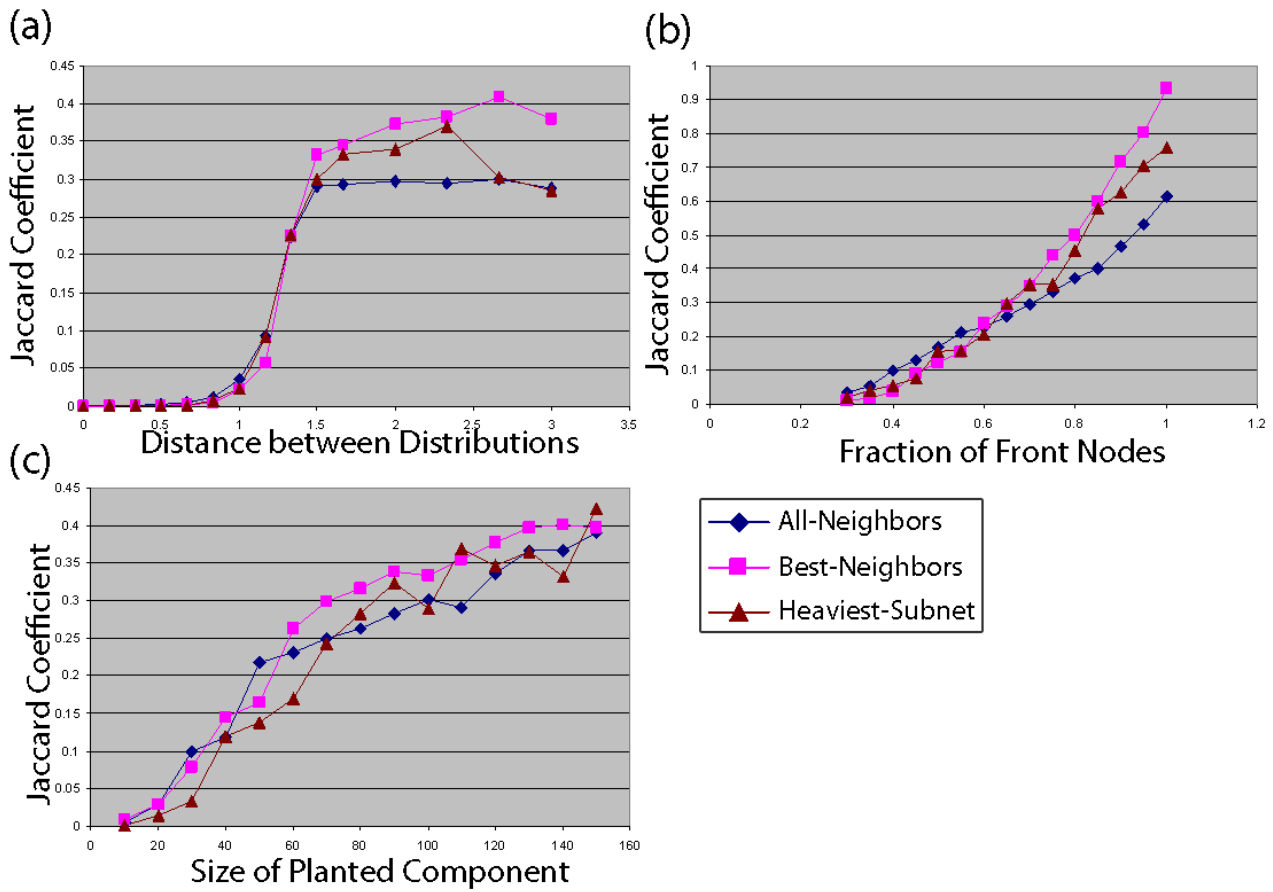 (a)
Jaccard Coefficient
0.45
0.4
0.35
0.3
0.25
0.2
0.15
0.1
0.05
0
0 0.5 1 1.5 2 2.5 3 3.5
Distance between Distributions
(b)
Jaccard Coefficient
1
0.9
0.8
0.7
0.6
0.5
0.4
0.3
0.2
0.1
0
0 0.2 0.4 0.6 0.8 1 1.2
Fraction of Front Nodes
(c)
Jaccard Coefficient
0.45
0.4
0.35
0.3
0.25
0.2
0.15
0.1
0.05
0
0 20 40 60 80 100 120 140 160
Size of Planted Component
All-Neighbors
Best-Neighbors
Heaviest-Subnet